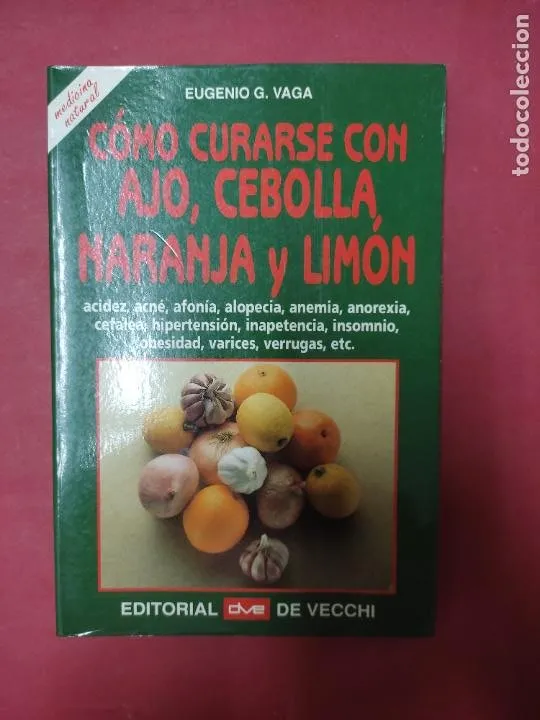 medicina
natural
EUGENIO G. VAGA
CÓMO CURARSE CON
AJO, CEBOLLA,
NARANJA y LIMÓN
acidez, acné, afonía, alopecia, anemia, anorexia,
cefalea, hipertensión, inapetencia, insomnio,
obesidad, varices, verrugas, etc.
EDITORIAL dve DE VECCHI
todocoleccion